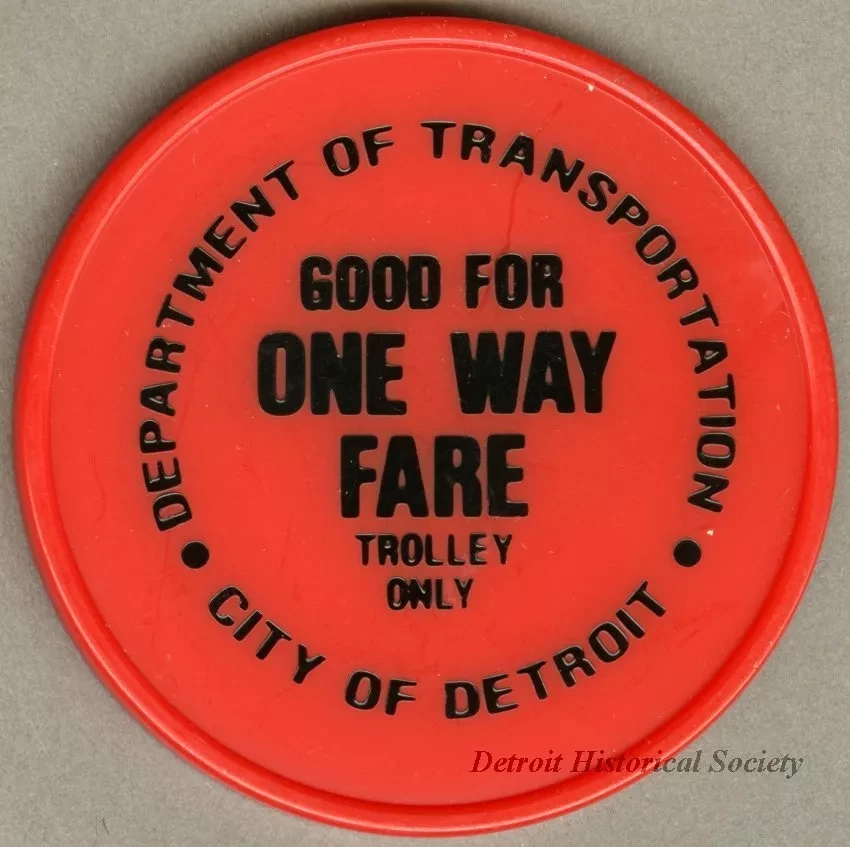 DEPARTMENT OF TRANSPORTATION
GOOD FOR
ONE WAY
FARE
TROLLEY
ONLY
• CITY OF DETROIT •
Detroit Historical Society